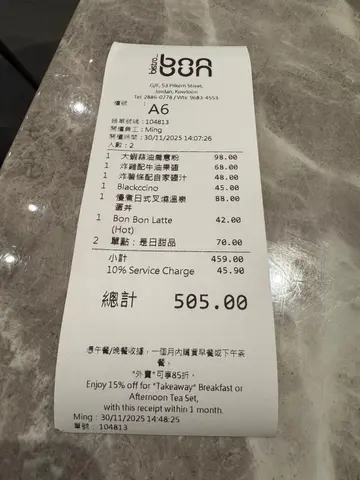 bistro bon
bon
G/F, 53 Pilkem Street,
Jordan, Kowloon
Tel: 2886-0778 / Wts: 9683-4553
檯號 :
A6
帳單號碼 : 104813
開檯員工 : Ming
開檯時間 : 30/11/2025 14:07:26
人數 : 2
1 大蝦蒜油意粉 98.00
1 炸雞配牛油果醬 68.00
1 炸薯條配自家醬汁 48.00
1 Blackccino 45.00
1 慢煮日式叉燒溫泉 88.00
蛋丼
1 Bon Bon Latte 42.00
(Hot)
2 單點 : 是日甜品 70.00
小計 459.00
10% Service Charge 45.90
總計 505.00
憑午餐/晚餐收據，一個月內購買早餐或下午茶
餐，
"外賣"可享85折。
Enjoy 15% off for "Takeaway" Breakfast or
Afternoon Tea Set,
with this receipt within 1 month.
Ming : 30/11/2025 14:48:25
單號 : 104813